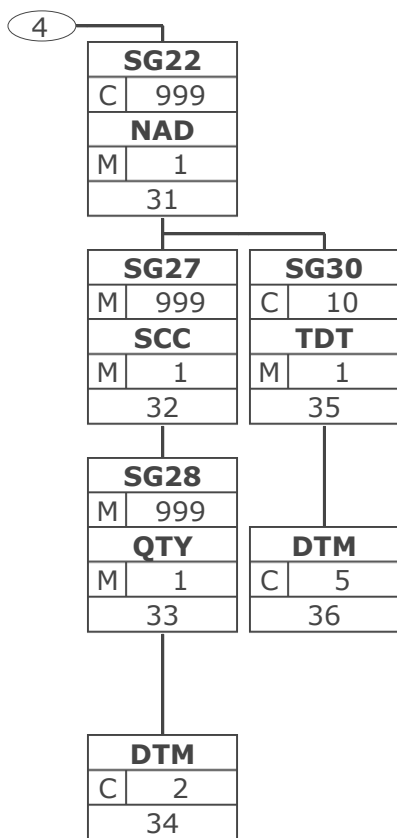 4
SG22
C 999
NAD
M 1
31
SG27
M 999
SCC
M 1
32
SG30
C 10
TDT
M 1
35
SG28
M 999
QTY
M 1
33
DTM
C 5
36
DTM
C 2
34